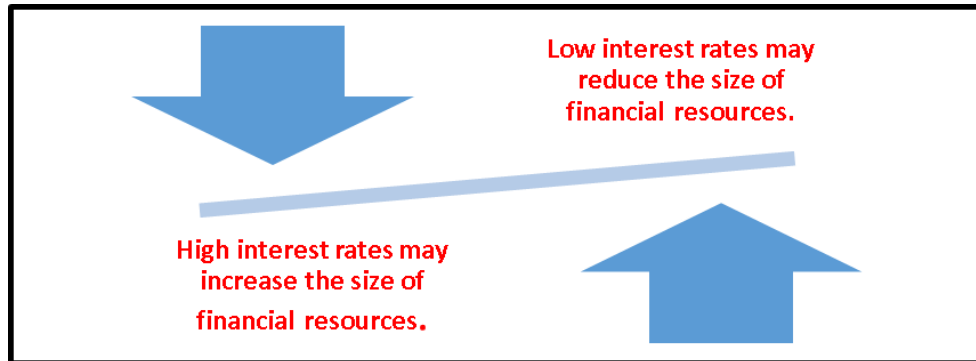 Low interest rates may
reduce the size of
financial resources.
High interest rates may
increase the size of
financial resources.